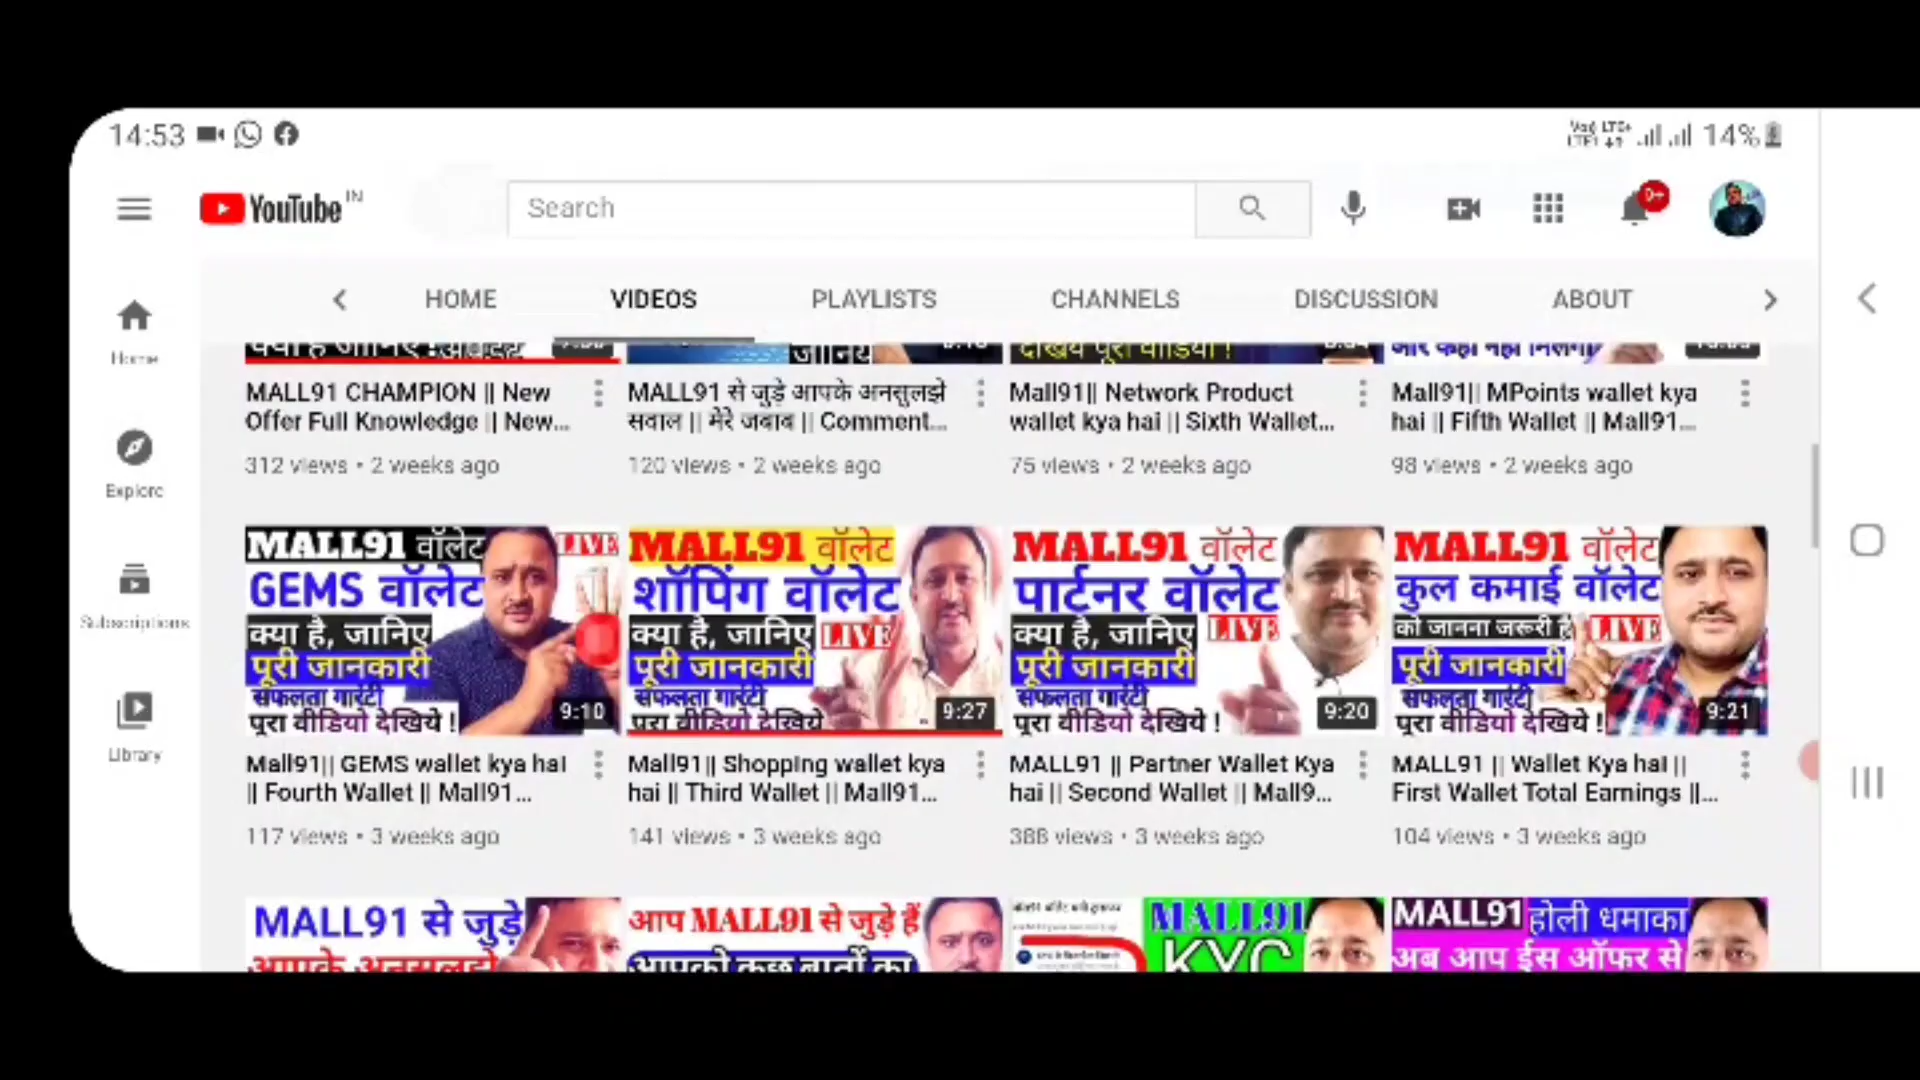 14:53
14%
YouTube IN
Search
9+
HOME
VIDEOS
PLAYLISTS
CHANNELS
DISCUSSION
ABOUT
Home
Explore
Subscriptions
Library
MALL91 CHAMPION || New
Offer Full Knowledge || New...
312 views • 2 weeks ago
MALL91 से जुड़े आपके अनसुलझे
सवाल || मेरे जबाब || Comment...
120 views • 2 weeks ago
देखिये पूरा वीडियो !
Mall91|| Network Product
wallet kya hai || Sixth Wallet...
75 views • 2 weeks ago
Mall91|| MPoints wallet kya
hai || Fifth Wallet || Mall91...
98 views • 2 weeks ago
MALL91 वॉलेट
LIVE
GEMS वॉलेट
क्या है, जानिए
पूरी जानकारी
सफलता गारंटी
पूरा वीडियो देखिये !
9:10
Mall91|| GEMS wallet kya hai
|| Fourth Wallet || Mall91...
117 views • 3 weeks ago
MALL91 वॉलेट
शॉपिंग वॉलेट
क्या है, जानिए
LIVE
पूरी जानकारी
सफलता गारंटी
पूरा वीडियो देखिये
9:27
Mall91|| Shopping wallet kya
hai || Third Wallet || Mall91...
141 views • 3 weeks ago
MALL91 वॉलेट
पार्टनर वॉलेट
क्या है, जानिए
LIVE
पूरी जानकारी
सफलता गारंटी
पूरा वीडियो देखिये !
9:20
MALL91 || Partner Wallet Kya
hai || Second Wallet || Mall9...
388 views • 3 weeks ago
MALL91 वॉलेट
कुल कमाई वॉलेट
को जानना जरूरी है
LIVE
पूरी जानकारी
सफलता गारंटी
पूरा वीडियो देखिये !
9:21
MALL91 || Wallet Kya hai ||
First Wallet Total Earnings ||...
104 views • 3 weeks ago
MALL91 से जुड़े
आपके अनसुलझे
आप MALL91 से जुड़े हैं
आपको कुछ बातों का
MALL91
KYC
MALL91 होली धमाका
अब आप ईस ऑफर से